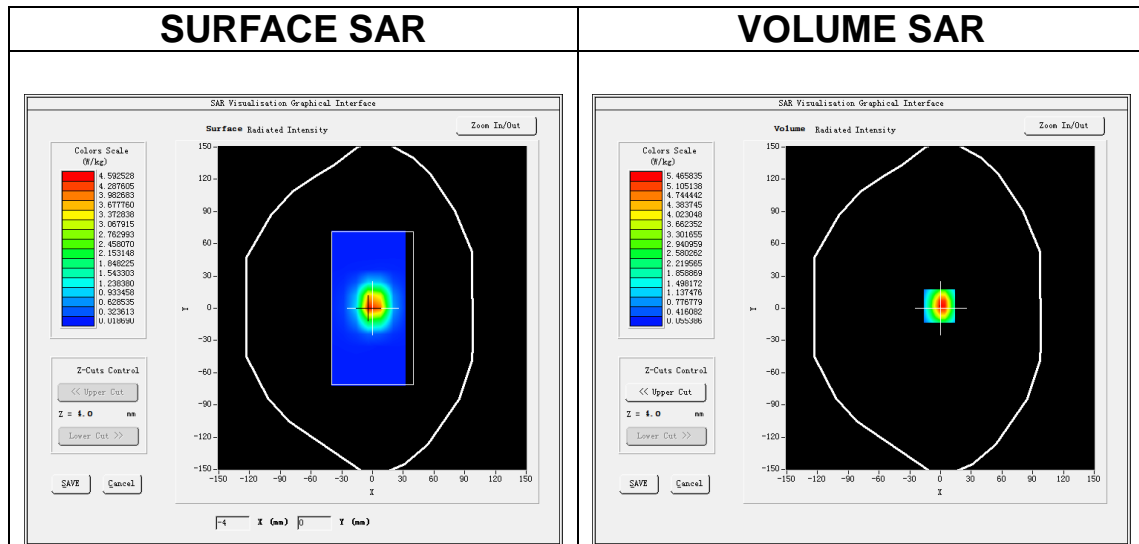 SURFACE SAR
VOLUME SAR
SAR Visualisation Graphical Interface
Surface Radiated Intensity
Zoom In/Out
Colors Scale
(W/kg)
4.592528
4.287605
3.982683
3.677760
3.372838
3.067915
2.762993
2.458070
2.153148
1.848225
1.543303
1.238380
0.933458
0.628535
0.323613
0.018690
Z-Cuts Control
<< Upper Cut
Z = 4.0 mm
Lower Cut >>
SAVE
Cancel
150
120
90
60
30
0
-30
-60
-90
-120
-150
Y
-150 -120 -90 -60 -30 0 30 60 90 120 150
X
-4 X (mm) 0 Y (mm)
SAR Visualisation Graphical Interface
Volume Radiated Intensity
Zoom In/Out
Colors Scale
(W/kg)
5.465835
5.105138
4.744442
4.383745
4.023048
3.662352
3.301655
2.940959
2.580262
2.219565
1.858869
1.498172
1.137476
0.776779
0.416082
0.055386
Z-Cuts Control
<< Upper Cut
Z = 4.0 mm
Lower Cut >>
SAVE
Cancel
150
120
90
60
30
0
-30
-60
-90
-120
-150
Y
-150 -120 -90 -60 -30 0 30 60 90 120 150
X